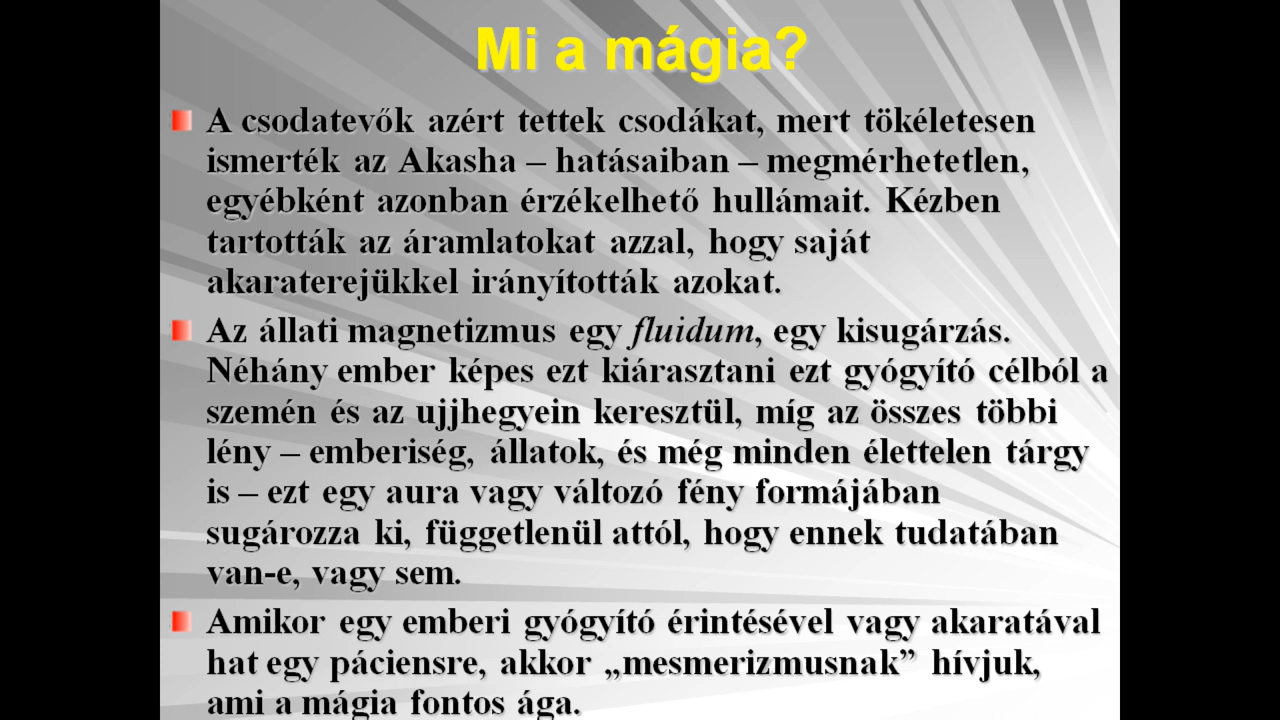 Mi a mágia?
A csodatevők azért tettek csodákat, mert tökéletesen
ismerték az Akasha – hatásaiban – megmérhetetlen,
egyébként azonban érzékelhető hullámait. Kézben
tartották az áramlatokat azzal, hogy saját
akaraterejükkel irányították azokat.
Az állati magnetizmus egy fluidum, egy kisugárzás.
Néhány ember képes ezt kiárasztani ezt gyógyító célból a
szemén és az ujjhegyein keresztül, míg az összes többi
lény – emberiség, állatok, és még minden élettelen tárgy
is – ezt egy aura vagy változó fény formájában
sugározza ki, függetlenül attól, hogy ennek tudatában
van-e, vagy sem.
Amikor egy emberi gyógyító érintésével vagy akaratával
hat egy páciensre, akkor „mesmerizmusnak” hívjuk,
ami a mágia fontos ága.